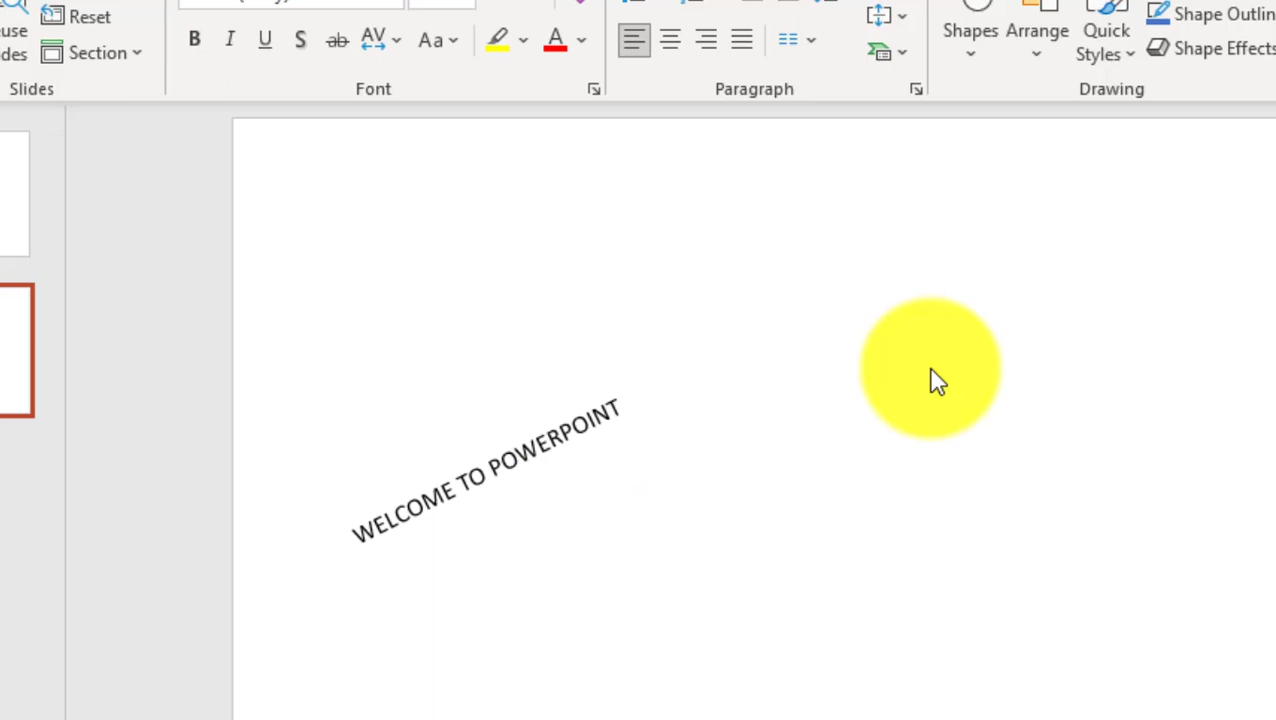 Reset
Shapes
Arrange
Quick
Styles
Shape Outlin
Section
B I U S ab AV Aa A
Shape Effects
Slides
Font
Paragraph
Drawing
WELCOME TO POWERPOINT